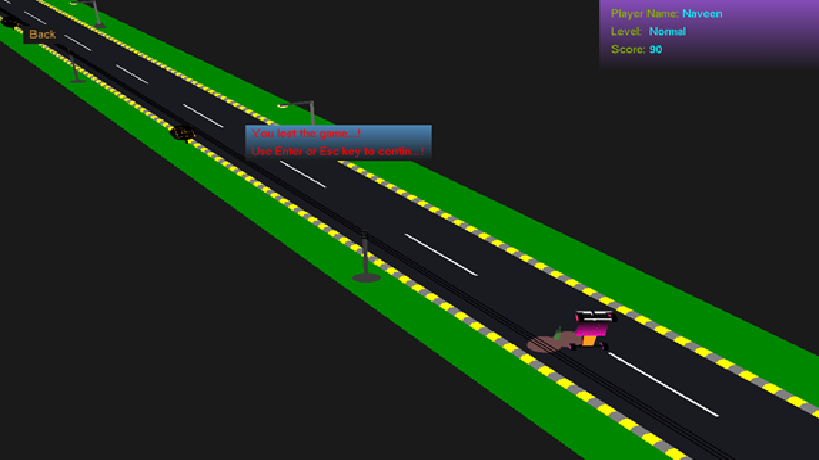 Player Name: Naveen
Back
Level: Normal
Score: 90
You lost the game...!
Use Enter or Esc key to contin...!